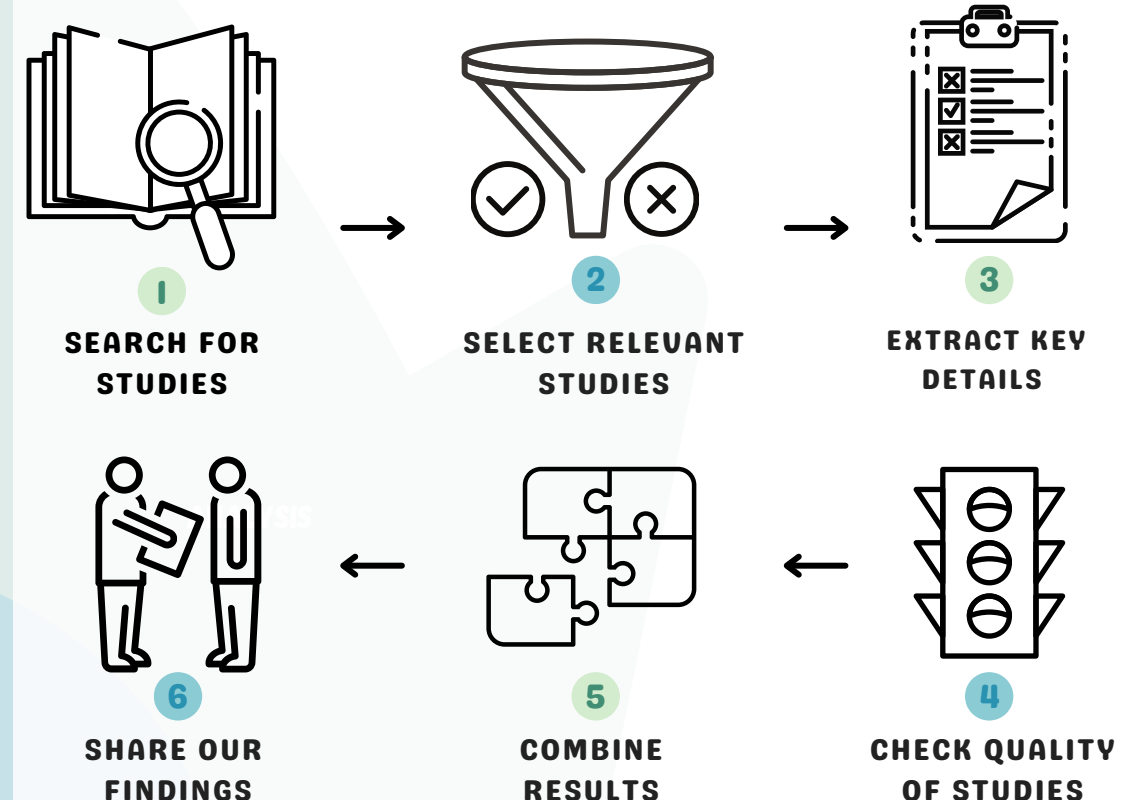 1
SEARCH FOR
STUDIES
2
SELECT RELEVANT
STUDIES
3
EXTRACT KEY
DETAILS
6
SHARE OUR
FINDINGS
5
COMBINE
RESULTS
4
CHECK QUALITY
OF STUDIES